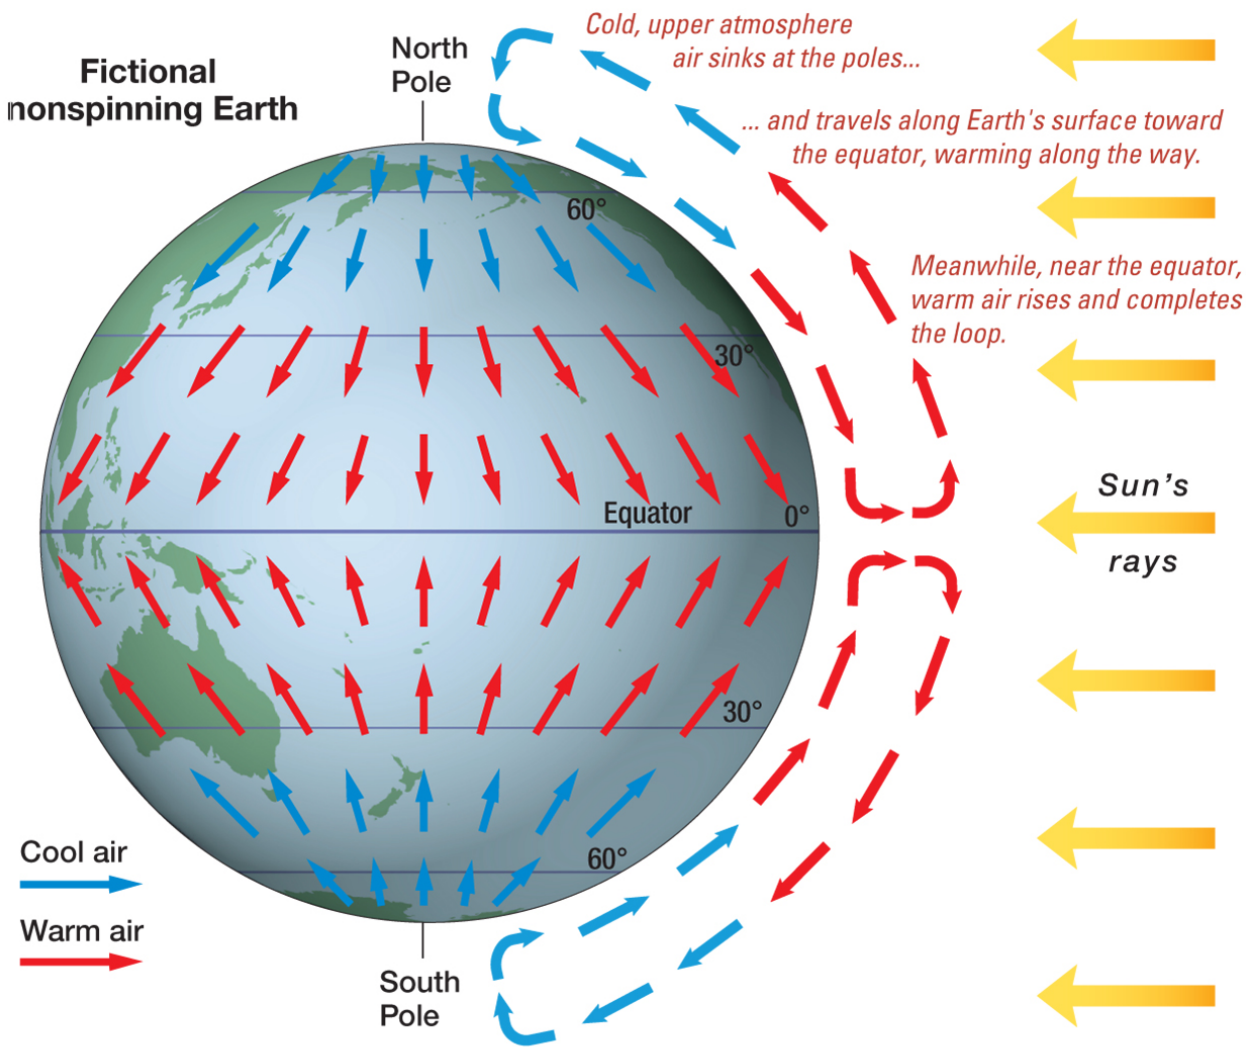 Fictional
nonspinning Earth
North
Pole
Cold, upper atmosphere
air sinks at the poles...
... and travels along Earth's surface toward
the equator, warming along the way.
60°
Meanwhile, near the equator,
warm air rises and completes
the loop.
30°
Sun's
rays
Equator
0°
30°
60°
Cool air
Warm air
South
Pole